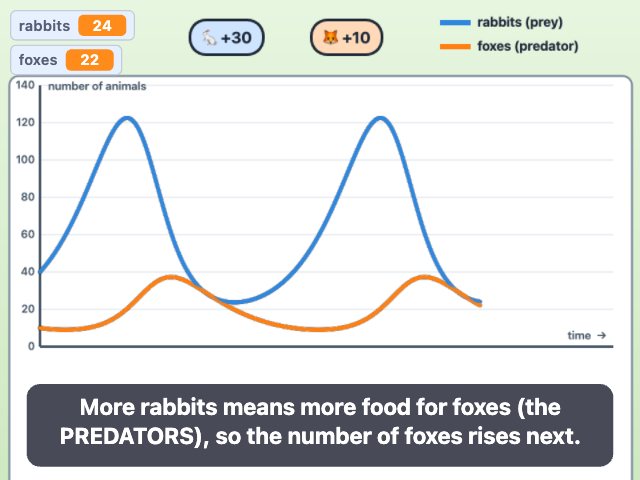 rabbits 24
foxes 22
+30
+10
rabbits (prey)
foxes (predator)
number of animals
140
120
100
80
60
40
20
0
time →
More rabbits means more food for foxes (the
PREDATORS), so the number of foxes rises next.